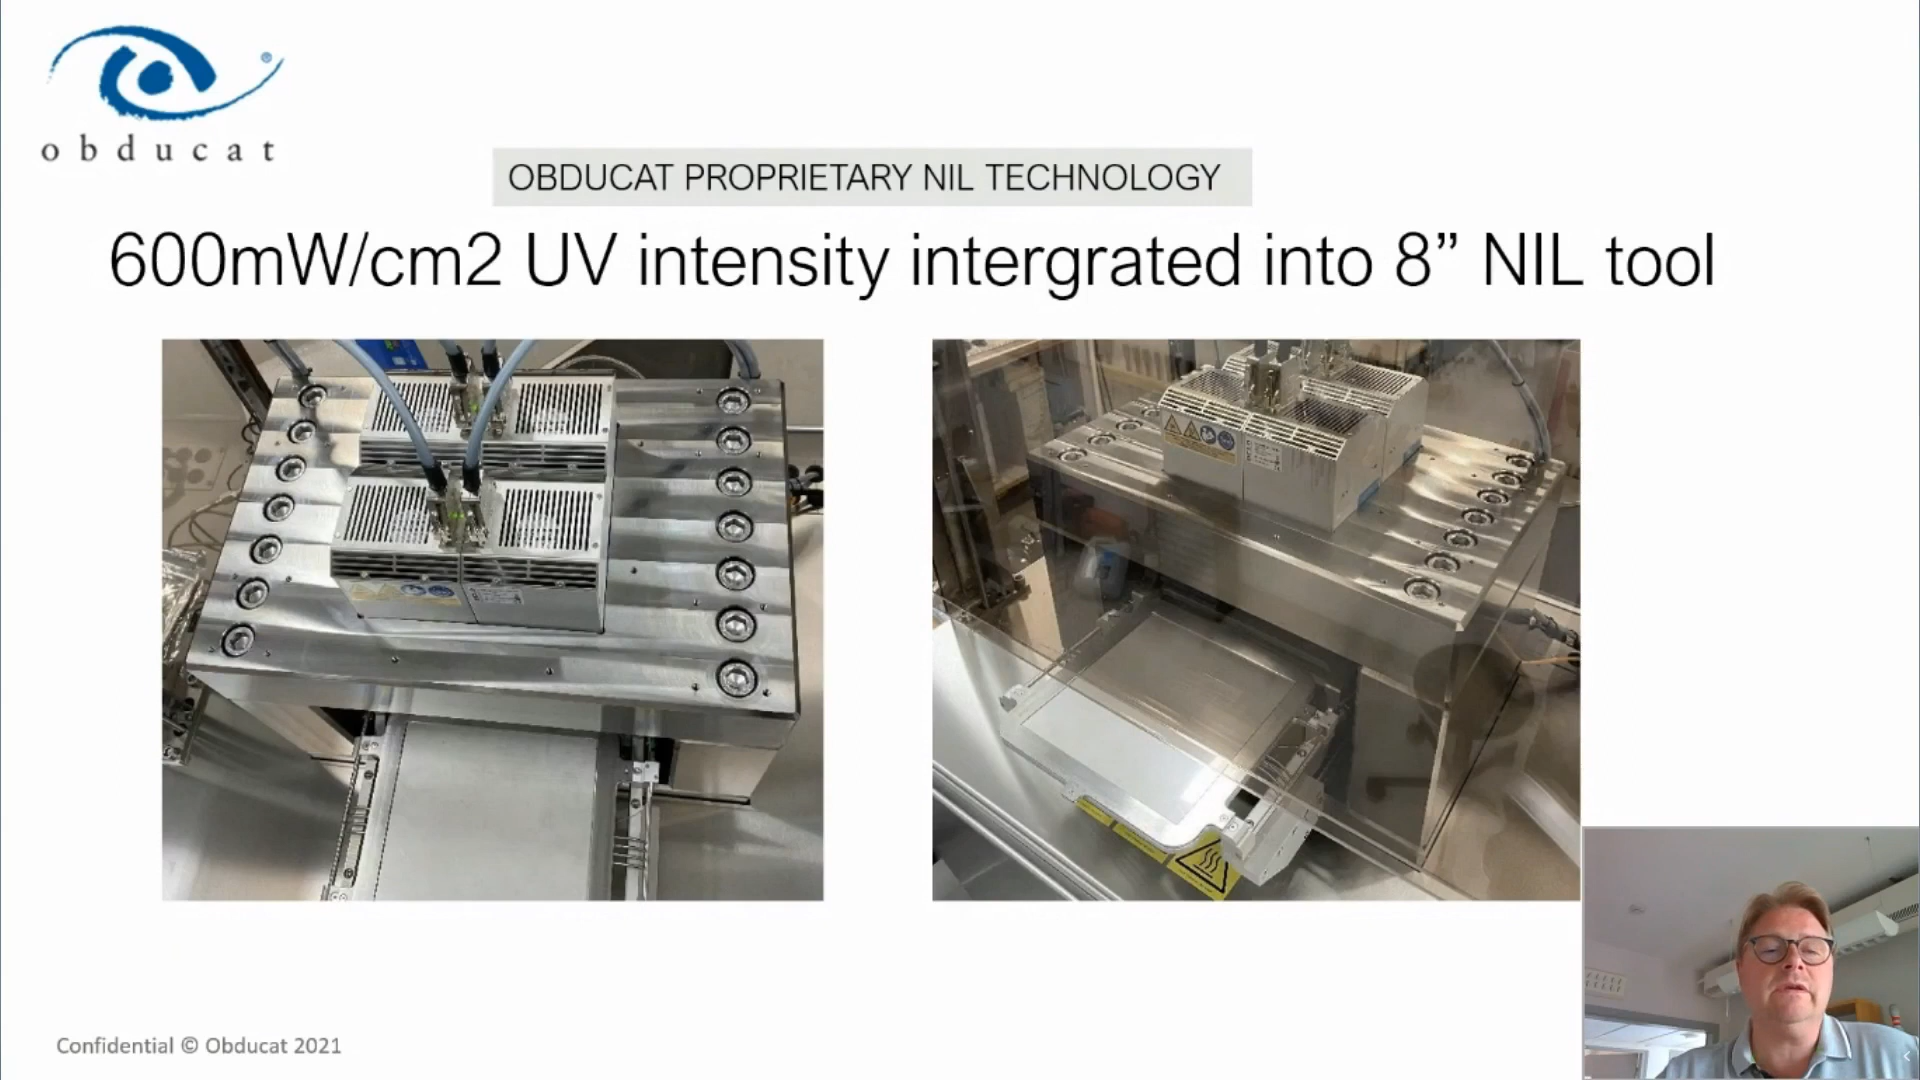 obducat
®
OBDUCAT PROPRIETARY NIL TECHNOLOGY
600mW/cm2 UV intensity intergrated into 8” NIL tool
Confidential © Obducat 2021